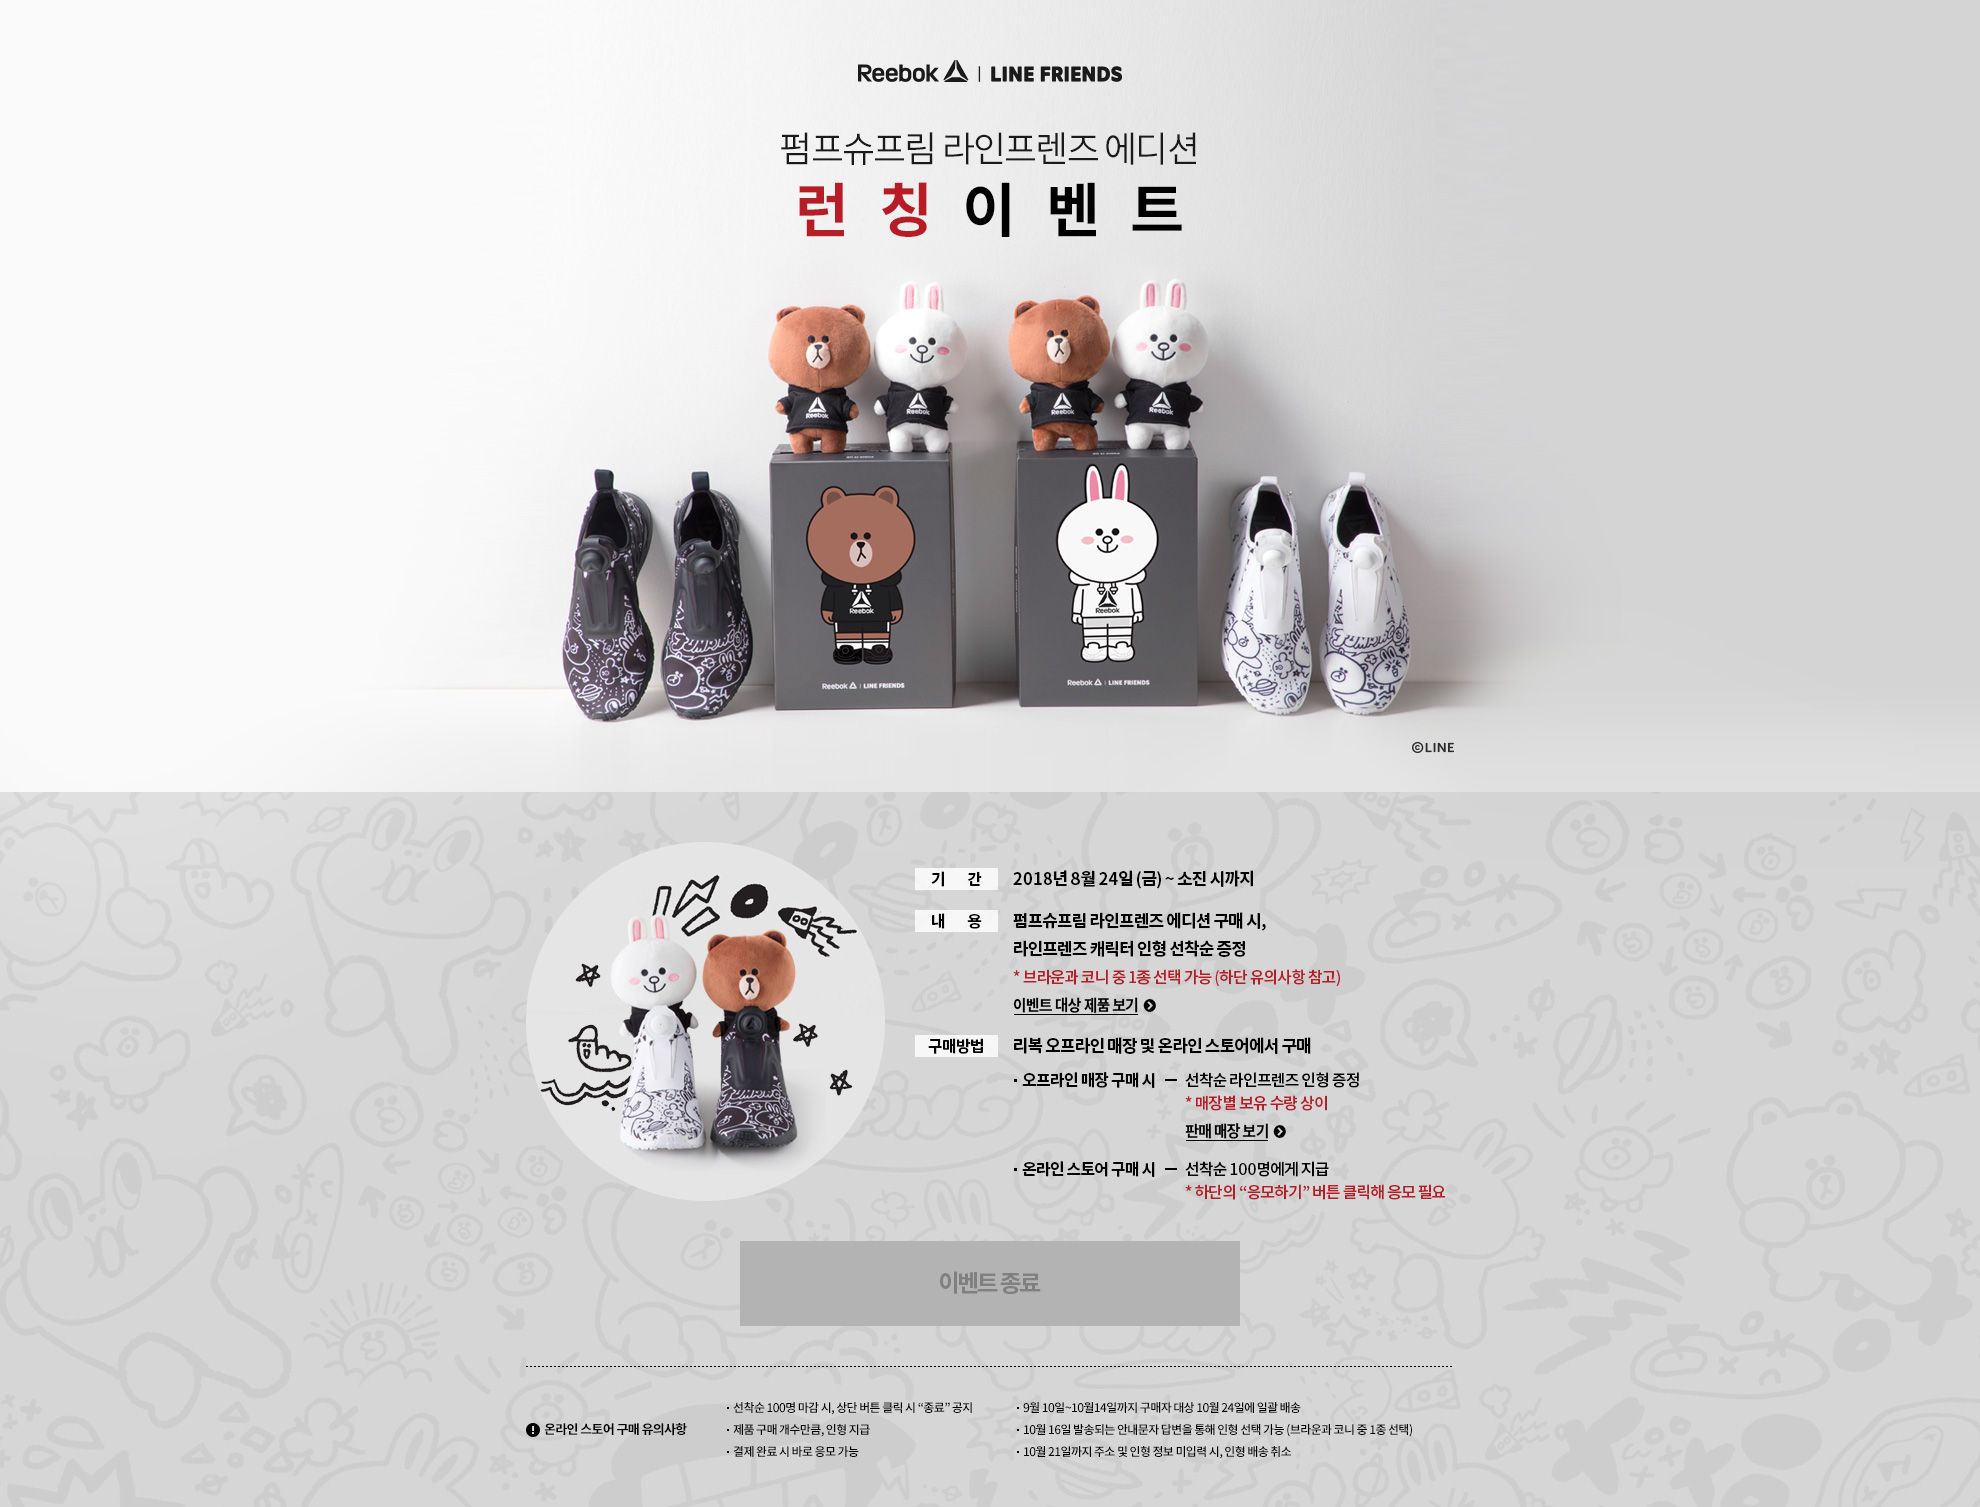 Reebok | LINE FRIENDS
펌프슈프림 라인프렌즈 에디션
런칭이벤트
Reebok
Reebok
Reebok
Reebok
Reebok
Reebok
Reebok | LINE FRIENDS
Reebok | LINE FRIENDS
©LINE
기 간 2018년 8월 24일 (금) ~ 소진 시까지
내 용 펌프슈프림 라인프렌즈 에디션 구매 시,
라인프렌즈 캐릭터 인형 선착순 증정
* 브라운과 코니 중 1종 선택 가능 (하단 유의사항 참고)
이벤트 대상 제품 보기
구매방법 리복 오프라인 매장 및 온라인 스토어에서 구매
· 오프라인 매장 구매 시 ー 선착순 라인프렌즈 인형 증정
* 매장별 보유 수량 상이
판매 매장 보기
· 온라인 스토어 구매 시 ー 선착순 100명에게 지급
* 하단의 “응모하기” 버튼 클릭해 응모 필요
이벤트 종료
온라인 스토어 구매 유의사항
· 선착순 100명 마감 시, 상단 버튼 클릭 시 “종료” 공지
· 제품 구매 개수만큼, 인형 지급
· 결제 완료 시 바로 응모 가능
· 9월 10일~10월14일까지 구매자 대상 10월 24일에 일괄 배송
· 10월 16일 발송되는 안내문자 답변을 통해 인형 선택 가능 (브라운과 코니 중 1종 선택)
· 10월 21일까지 주소 및 인형 정보 미입력 시, 인형 배송 취소